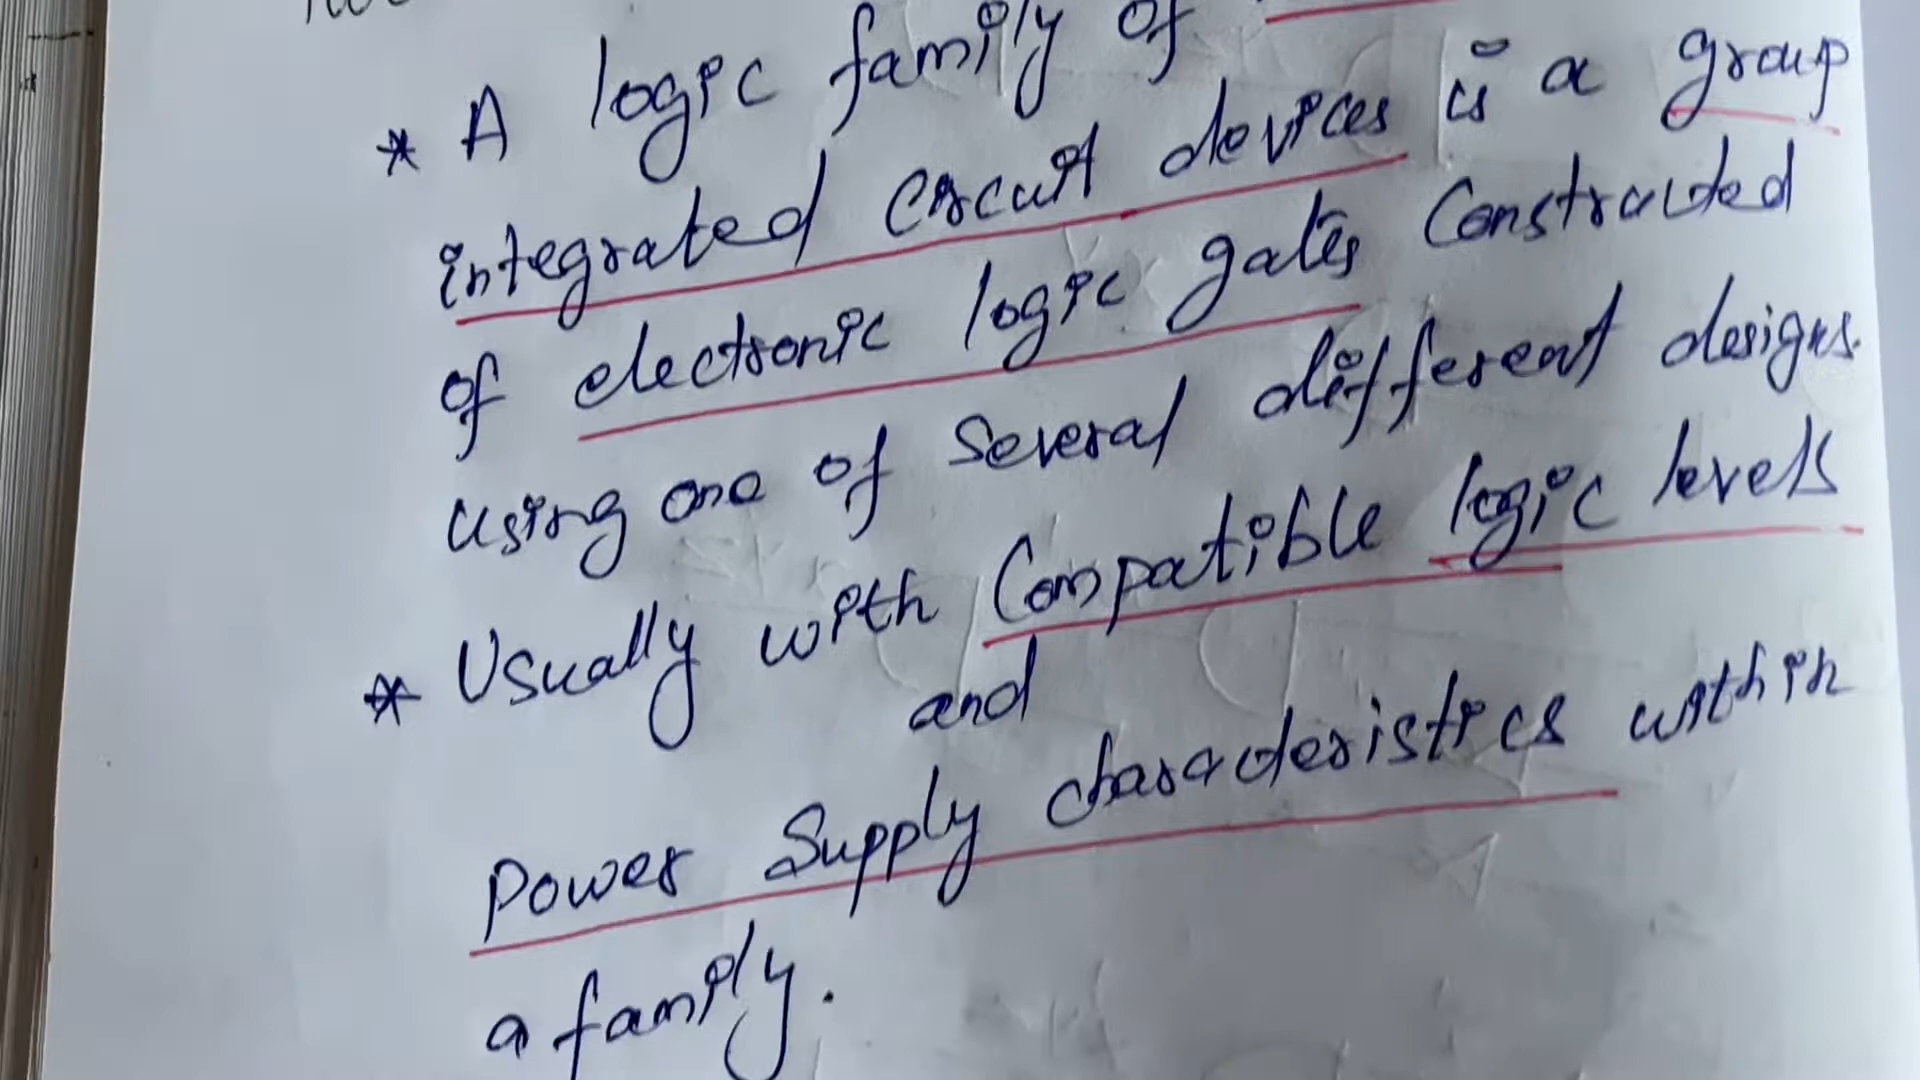 * A logic family of
integrated circuit devices is a group
of electronic logic gates constructed
using one of several different designs.
* Usually with Compatible logic levels
and
Power Supply characteristics within
a family.